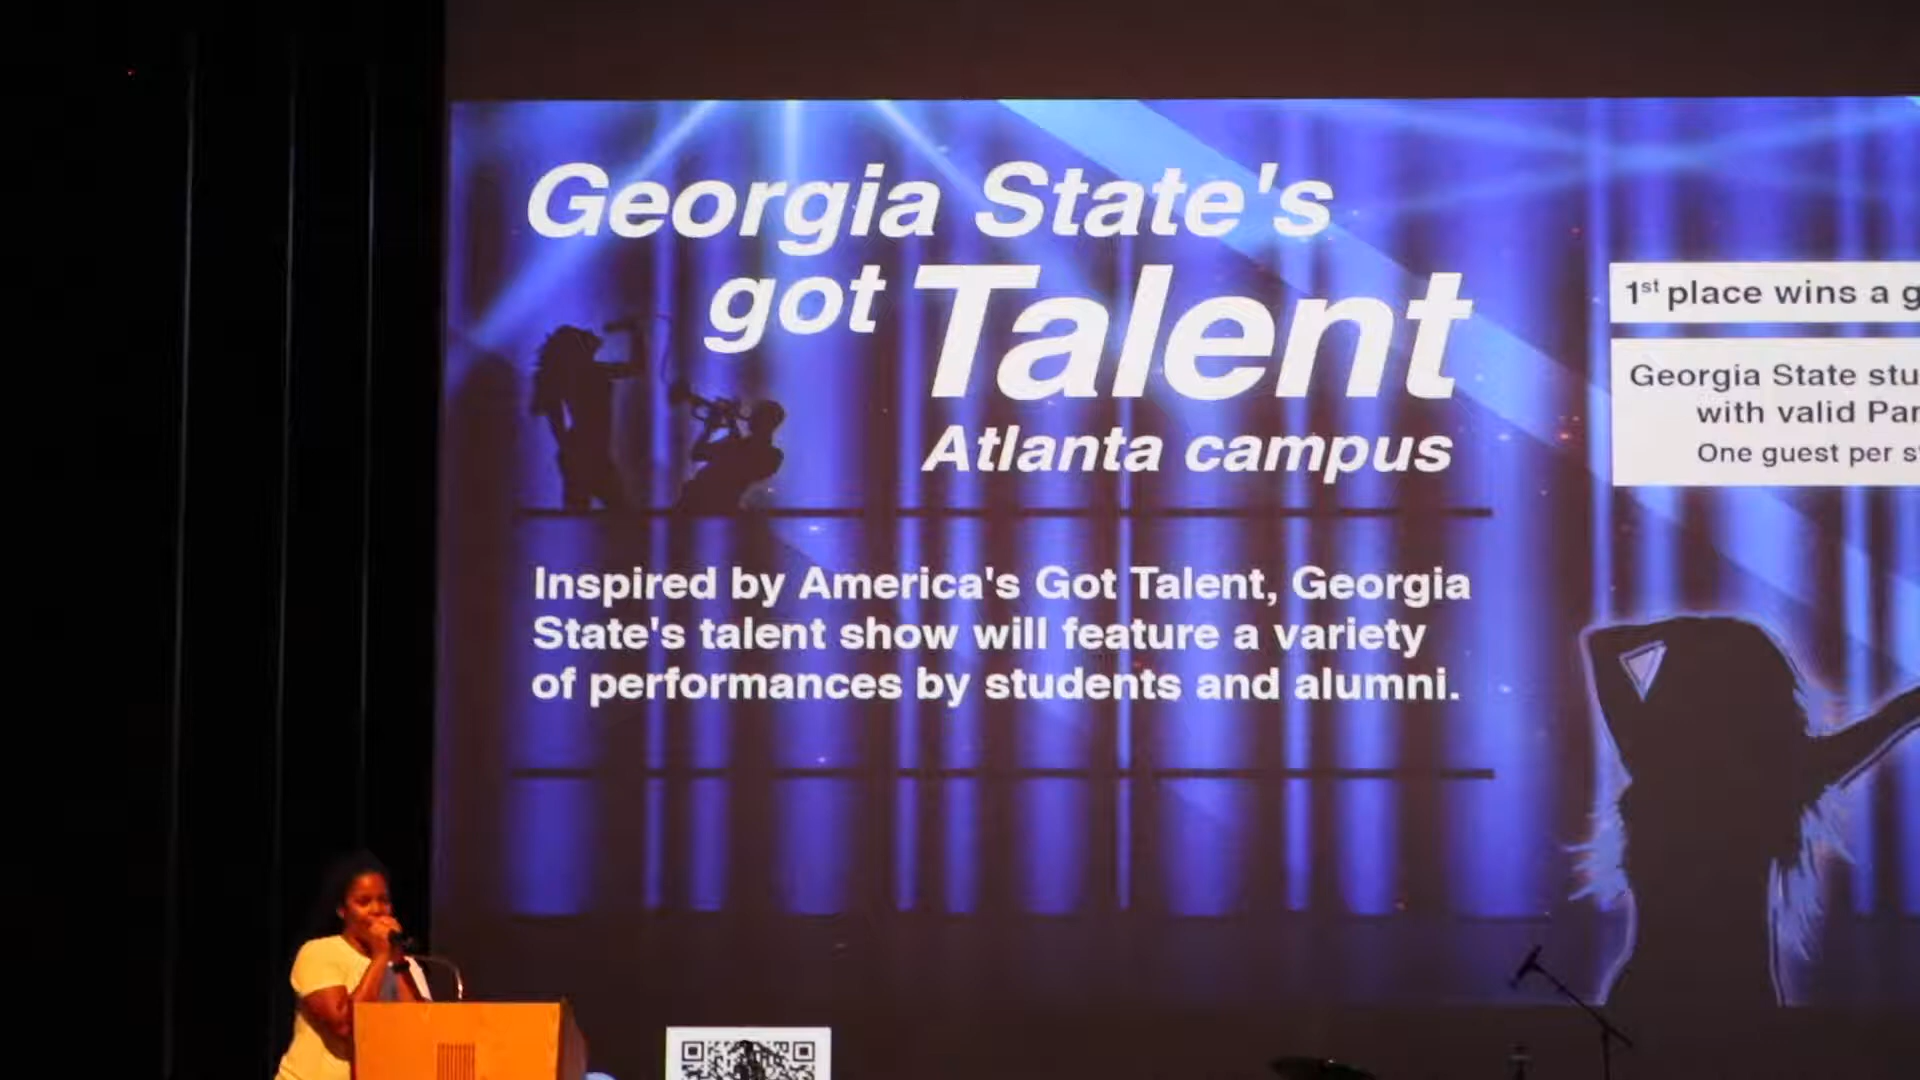 Georgia State's
got Talent
Atlanta campus
Inspired by America's Got Talent, Georgia
State's talent show will feature a variety
of performances by students and alumni.
1st place wins a
Georgia State
with valid
One guest per